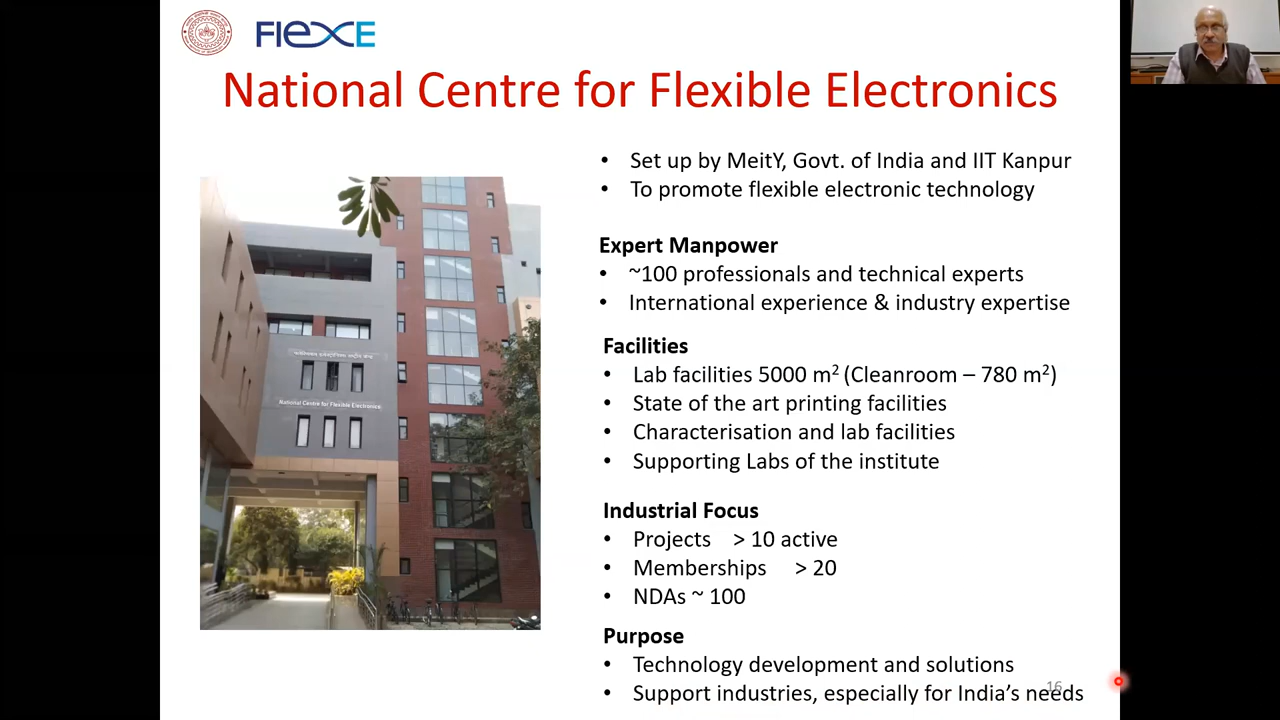 FlexE
National Centre for Flexible Electronics
• Set up by MeitY, Govt. of India and IIT Kanpur
• To promote flexible electronic technology
Expert Manpower
• ~100 professionals and technical experts
• International experience & industry expertise
Facilities
• Lab facilities 5000 m² (Cleanroom – 780 m²)
• State of the art printing facilities
• Characterisation and lab facilities
• Supporting Labs of the institute
National Centre for Flexible Electronics
Industrial Focus
• Projects > 10 active
• Memberships > 20
• NDAs ~ 100
Purpose
• Technology development and solutions
• Support industries, especially for India's needs
16